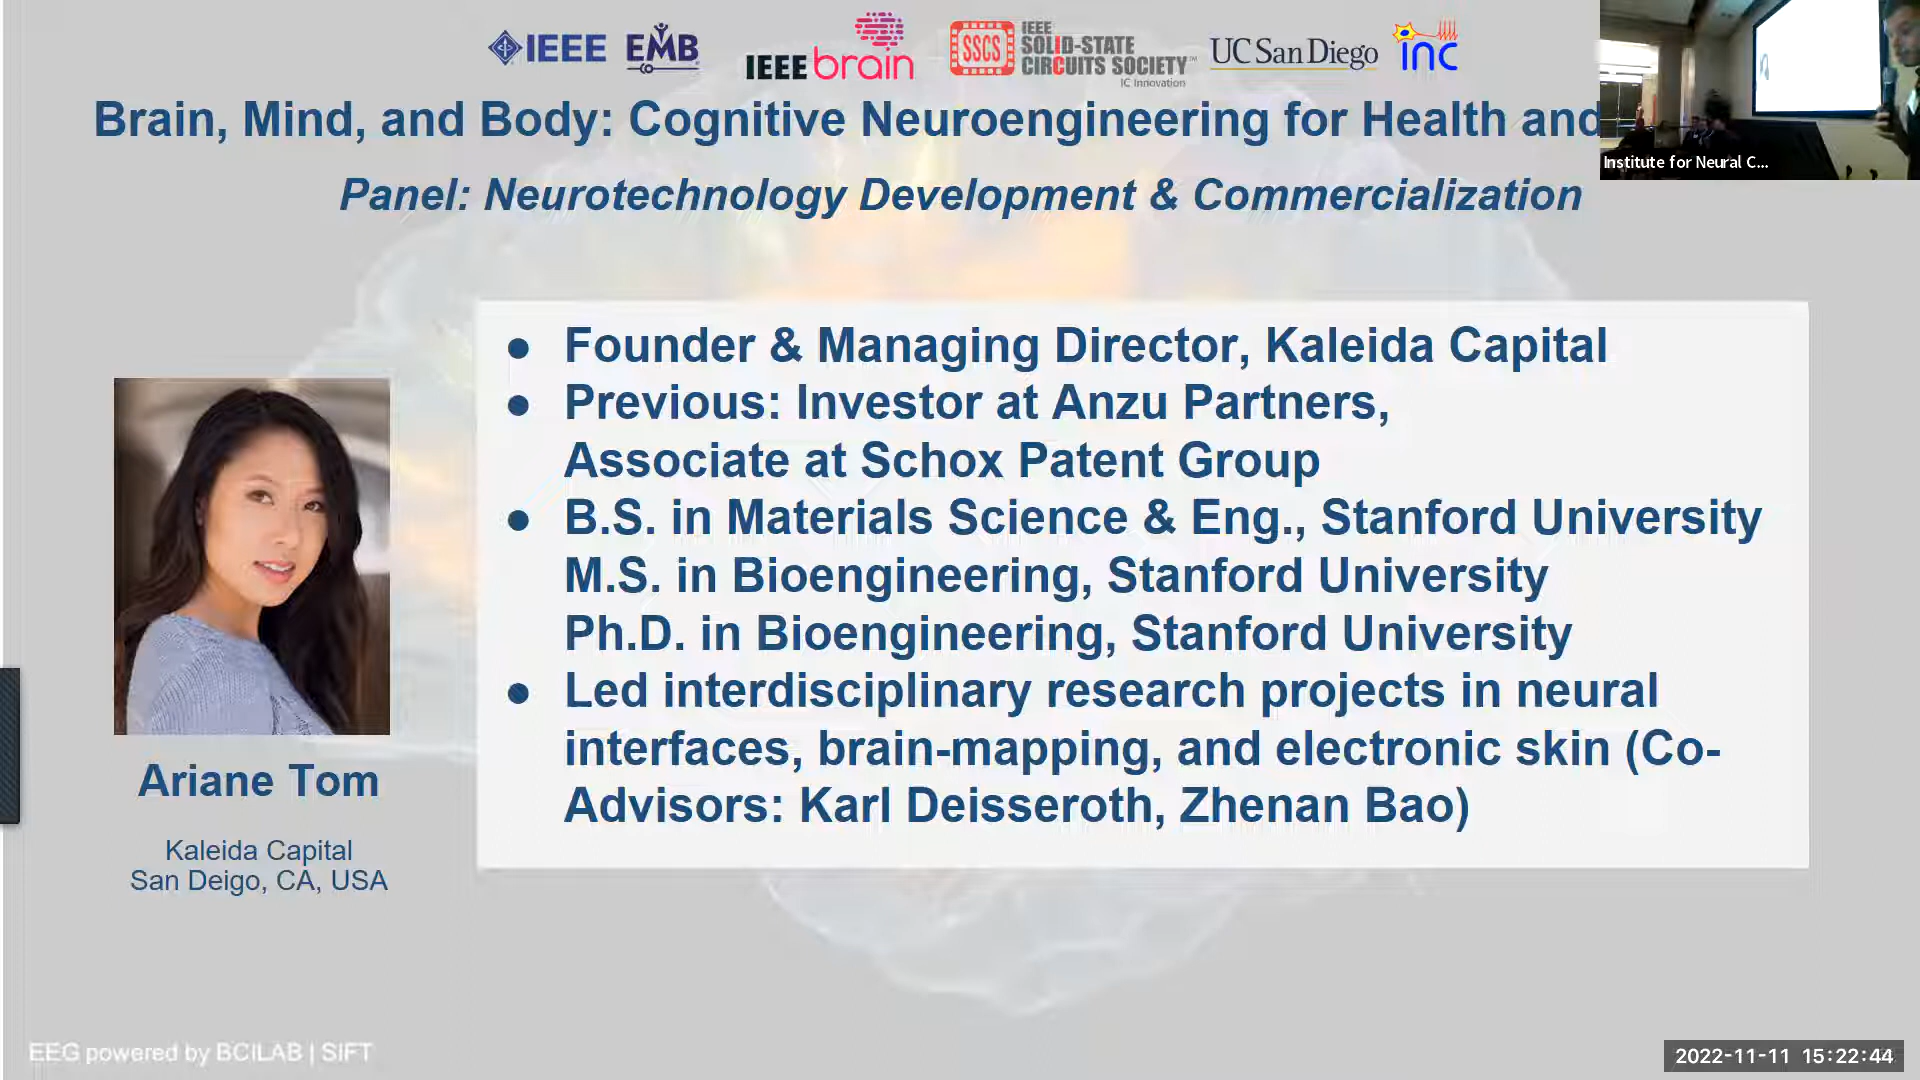 IEEE EMB IEEE brain SSCS IEEE SOLID-STATE CIRCUITS SOCIETY™ IC Innovation UC San Diego inc
Brain, Mind, and Body: Cognitive Neuroengineering for Health and
Institute for Neural C...
Panel: Neurotechnology Development & Commercialization
• Founder & Managing Director, Kaleida Capital
• Previous: Investor at Anzu Partners,
Associate at Schox Patent Group
• B.S. in Materials Science & Eng., Stanford University
M.S. in Bioengineering, Stanford University
Ph.D. in Bioengineering, Stanford University
• Led interdisciplinary research projects in neural
interfaces, brain-mapping, and electronic skin (Co-
Advisors: Karl Deisseroth, Zhenan Bao)
Ariane Tom
Kaleida Capital
San Deigo, CA, USA
EEG powered by BCILAB | SIFT
2022-11-11 15:22:44